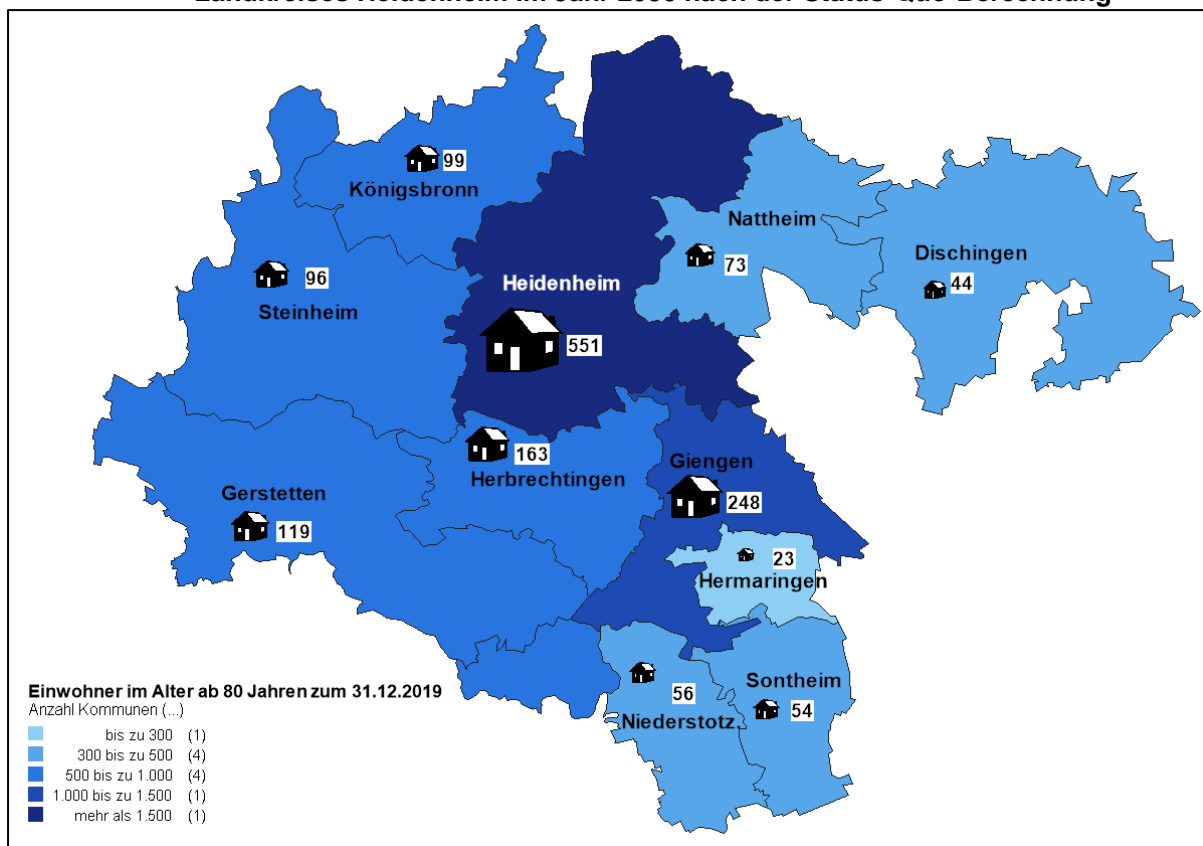 99
Königsbronn
Nattheim
73
Dischingen
44
96
Steinheim
Heidenheim
551
163
Herbrechtingen
Giengen
248
Gerstetten
119
23
Hermaringen
56
Niederstotz.
Sontheim
54
Einwohner im Alter ab 80 Jahren zum 31.12.2019
Anzahl Kommunen (...)
bis zu 300 (1)
300 bis zu 500 (4)
500 bis zu 1.000 (4)
1.000 bis zu 1.500 (1)
mehr als 1.500 (1)